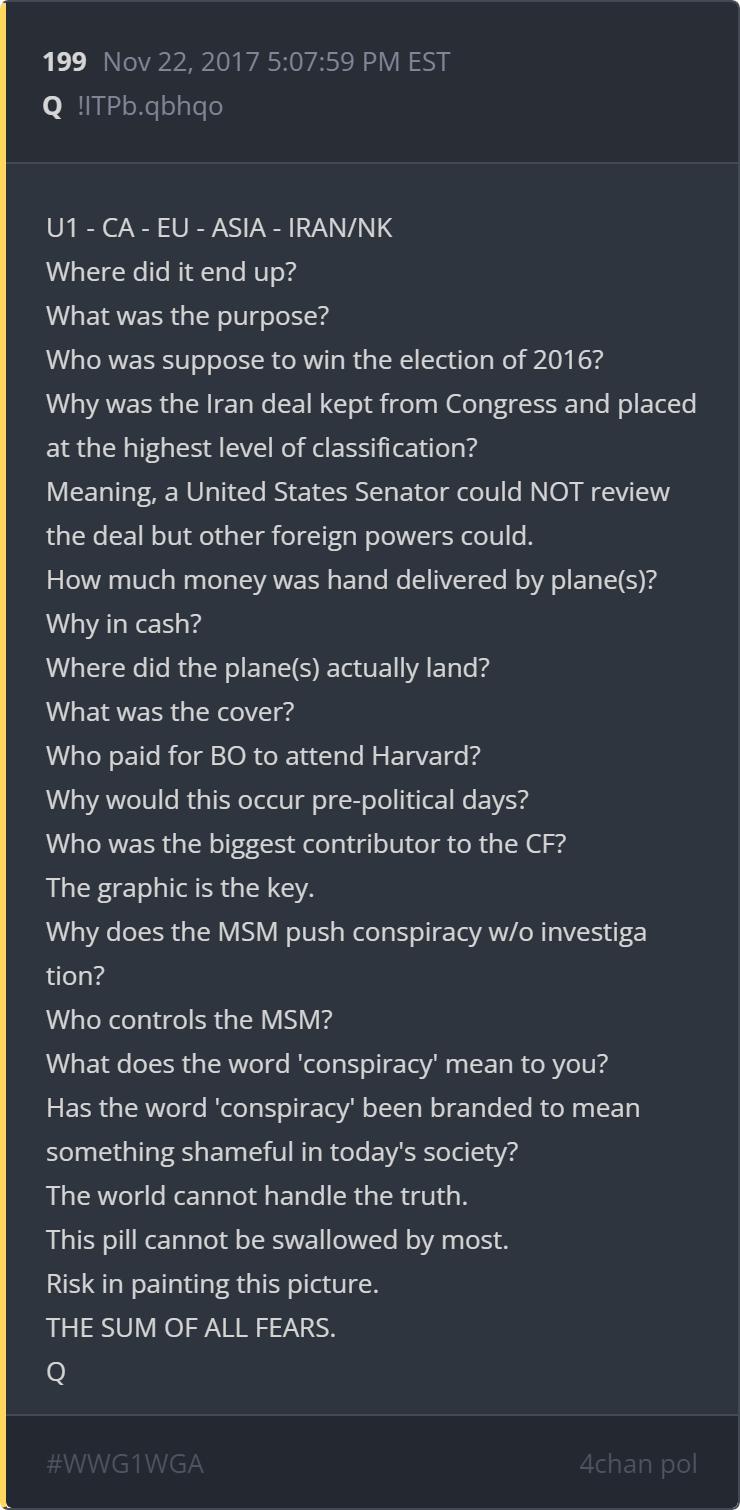 199 Nov 22, 2017 5:07:59 PM EST
Q !ITPb.qbhqo
U1 - CA - EU - ASIA - IRAN/NK
Where did it end up?
What was the purpose?
Who was suppose to win the election of 2016?
Why was the Iran deal kept from Congress and placed
at the highest level of classification?
Meaning, a United States Senator could NOT review
the deal but other foreign powers could.
How much money was hand delivered by plane(s)?
Why in cash?
Where did the plane(s) actually land?
What was the cover?
Who paid for BO to attend Harvard?
Why would this occur pre-political days?
Who was the biggest contributor to the CF?
The graphic is the key.
Why does the MSM push conspiracy w/o investiga
tion?
Who controls the MSM?
What does the word 'conspiracy' mean to you?
Has the word 'conspiracy' been branded to mean
something shameful in today's society?
The world cannot handle the truth.
This pill cannot be swallowed by most.
Risk in painting this picture.
THE SUM OF ALL FEARS.
Q
#WWG1WGA 4chan pol